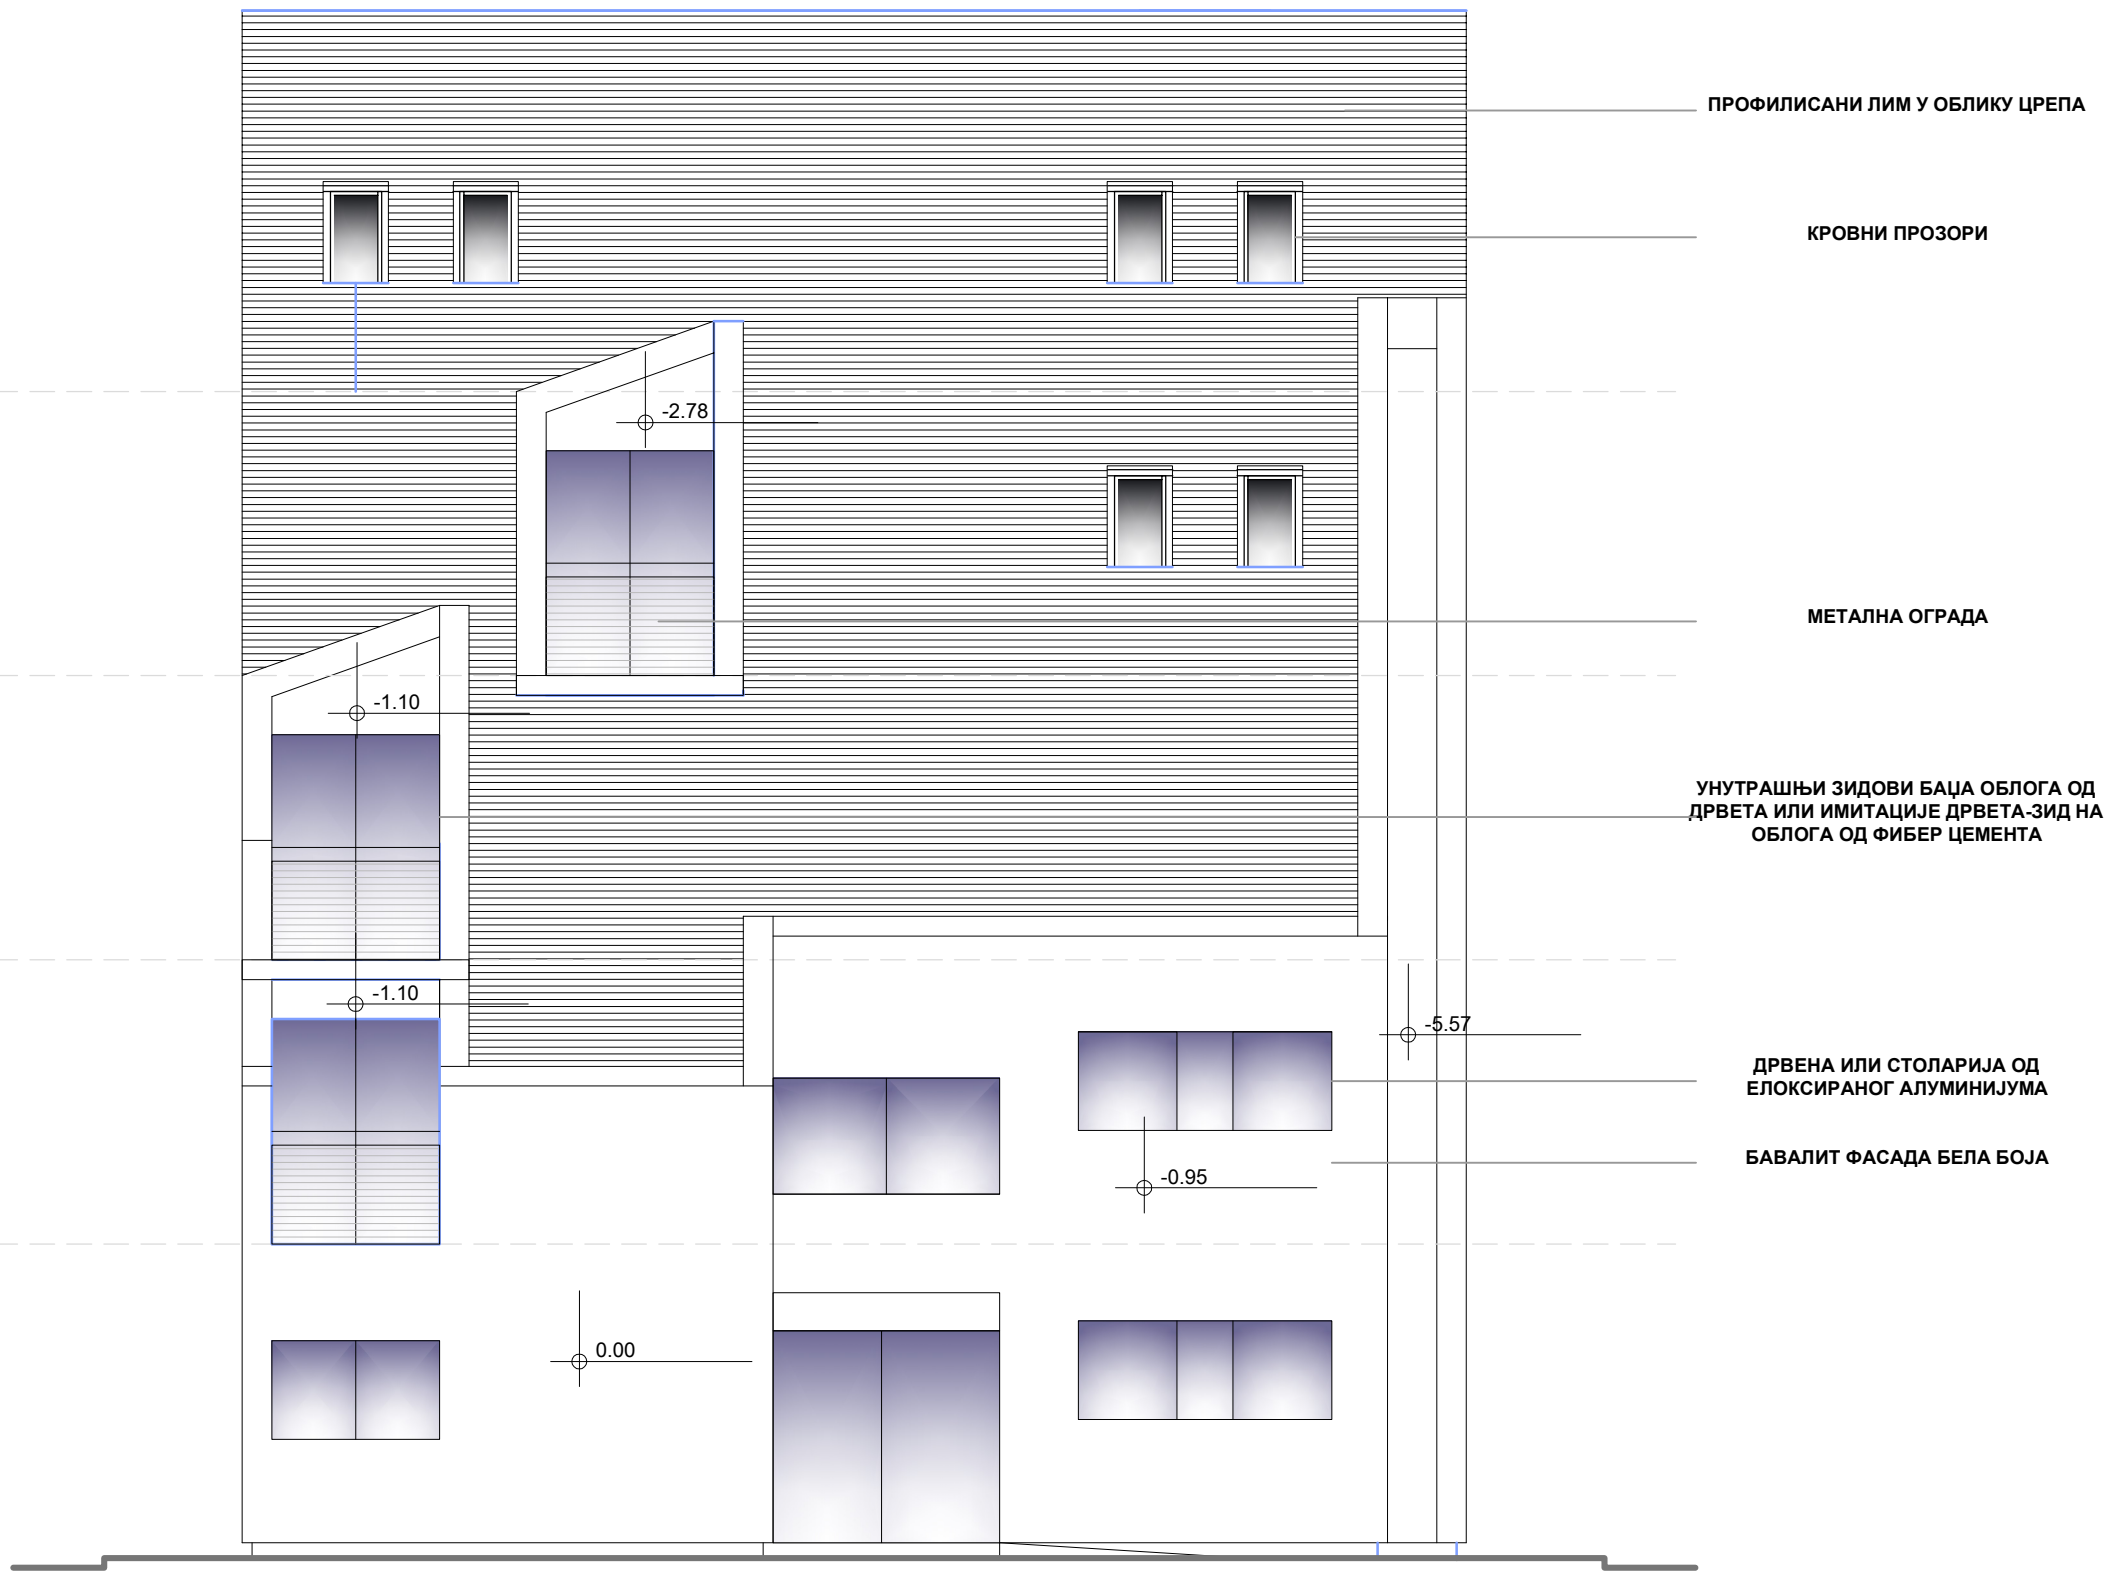 ПРОФИЛИСАНИ ЛИМ У ОБЛИКУ ЦРЕПА
КРОВНИ ПРОЗОРИ
-2.78
МЕТАЛНА ОГРАДА
-1.10
УНУТРАШЊИ ЗИДОВИ БАЏА ОБЛОГА ОД
ДРВЕТА ИЛИ ИМИТАЦИЈЕ ДРВЕТА-ЗИД НА
ОБЛОГА ОД ФИБЕР ЦЕМЕНТА
-1.10
-5.57
ДРВЕНА ИЛИ СТОЛАРИЈА ОД
ЕЛОКСИРАНОГ АЛУМИНИЈУМА
БАВАЛИТ ФАСАДА БЕЛА БОЈА
-0.95
0.00